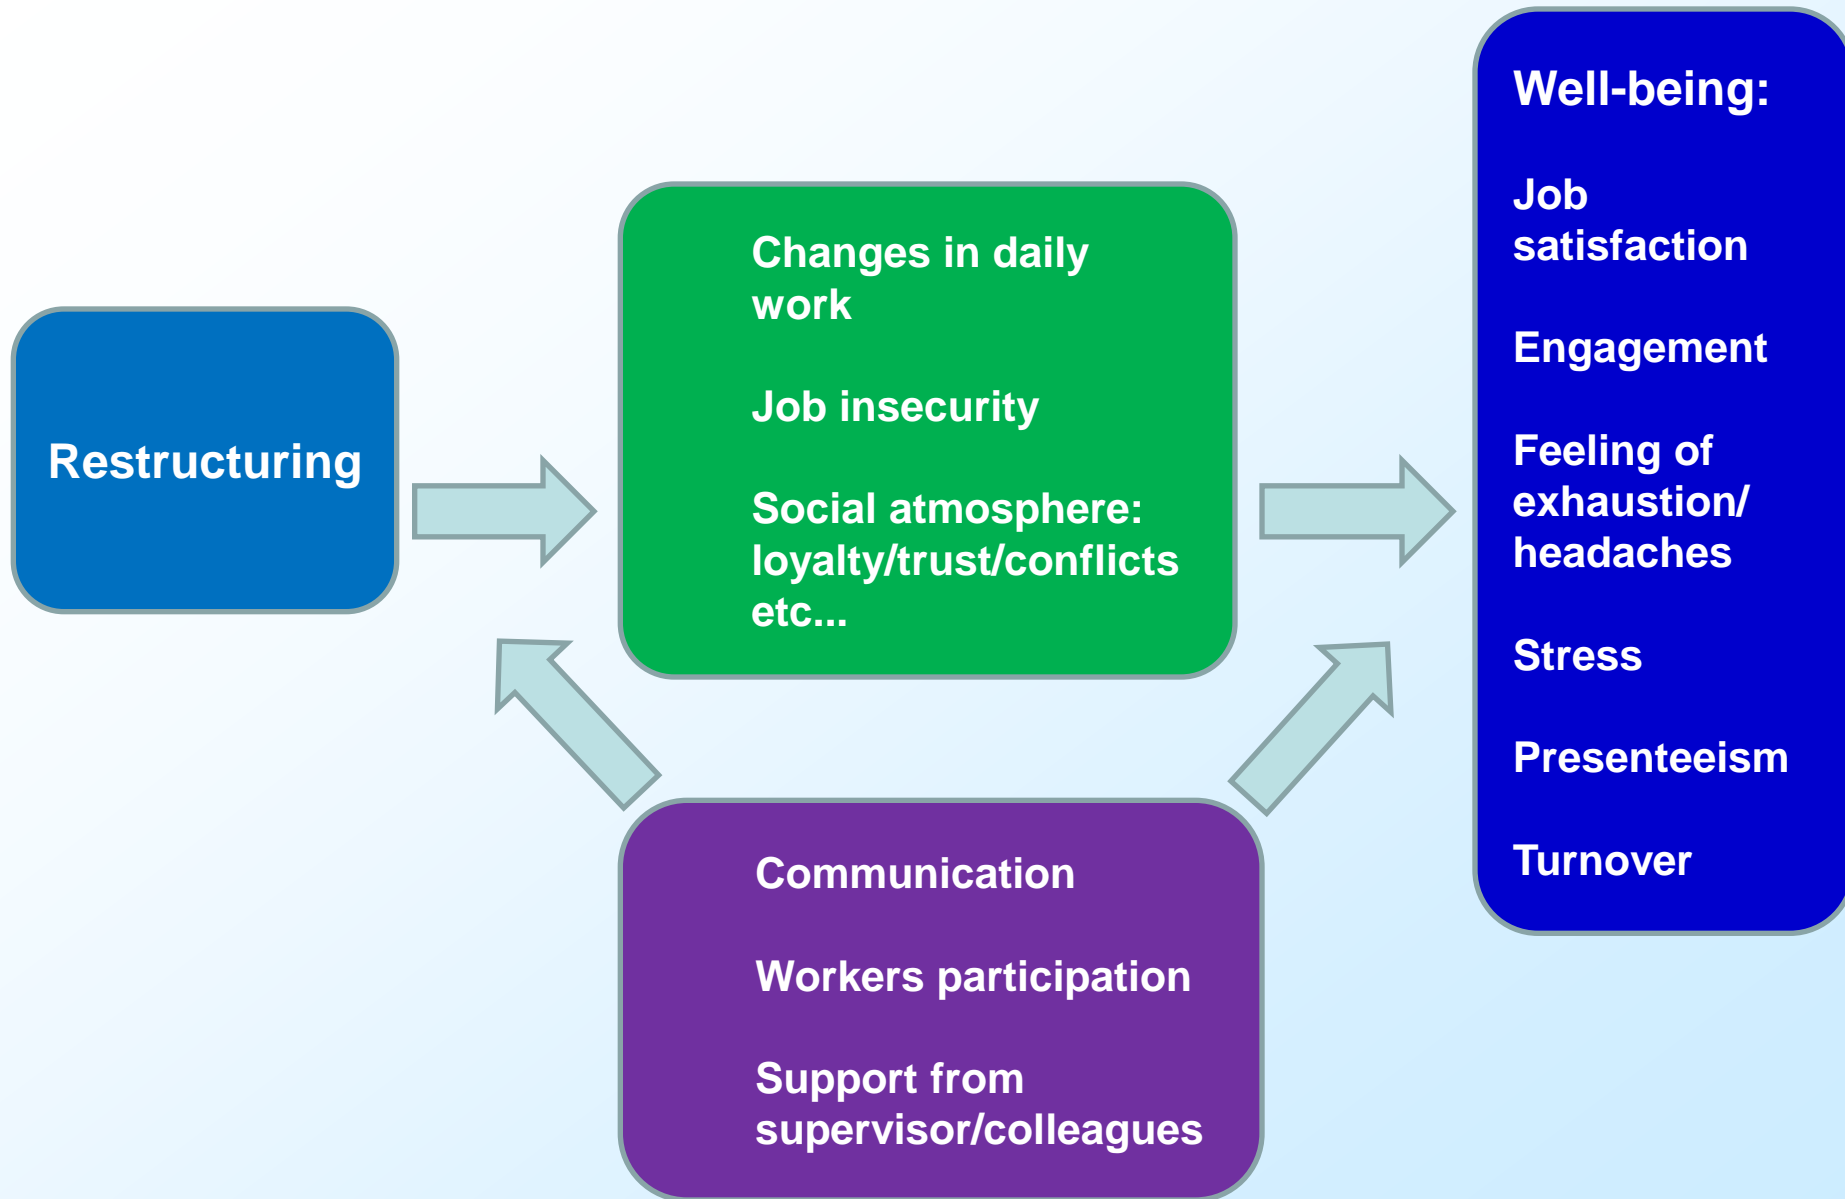 Restructuring
Changes in daily
work
Job insecurity
Social atmosphere:
loyalty/trust/conflicts
etc...
Communication
Workers participation
Support from
supervisor/colleagues
Well-being:
Job
satisfaction
Engagement
Feeling of
exhaustion/
headaches
Stress
Presenteeism
Turnover